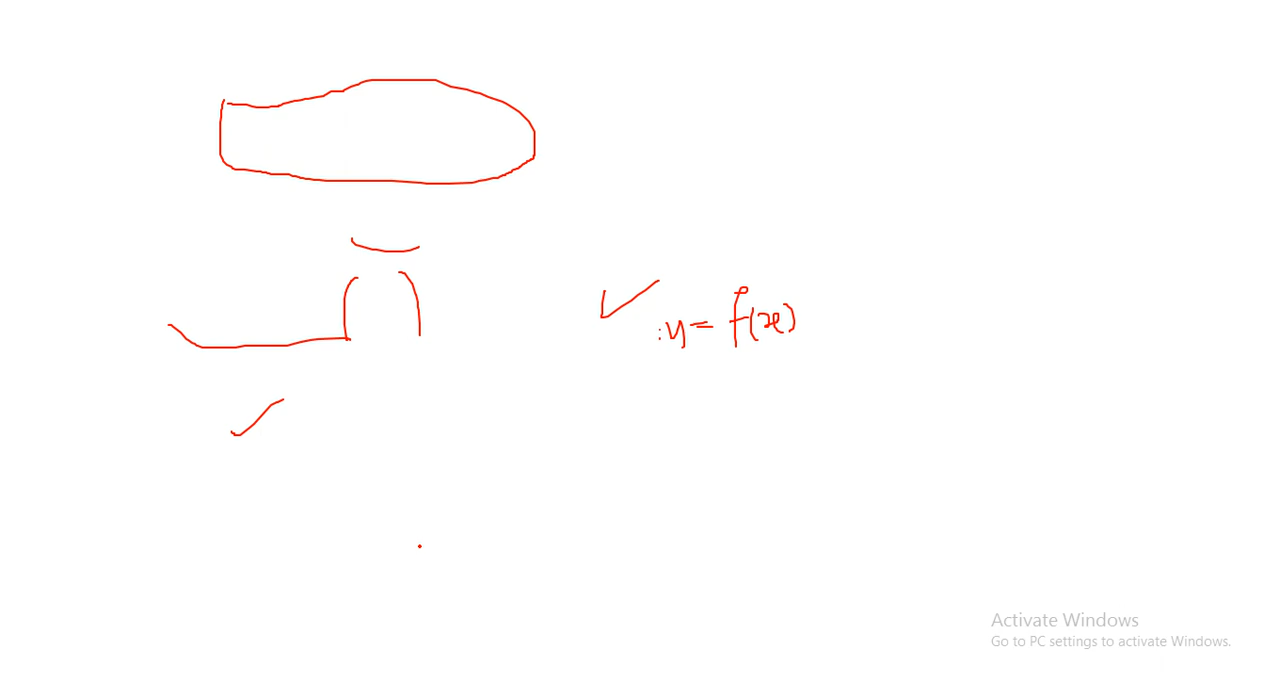 :y = f(x)
Activate Windows
Go to PC settings to activate Windows.